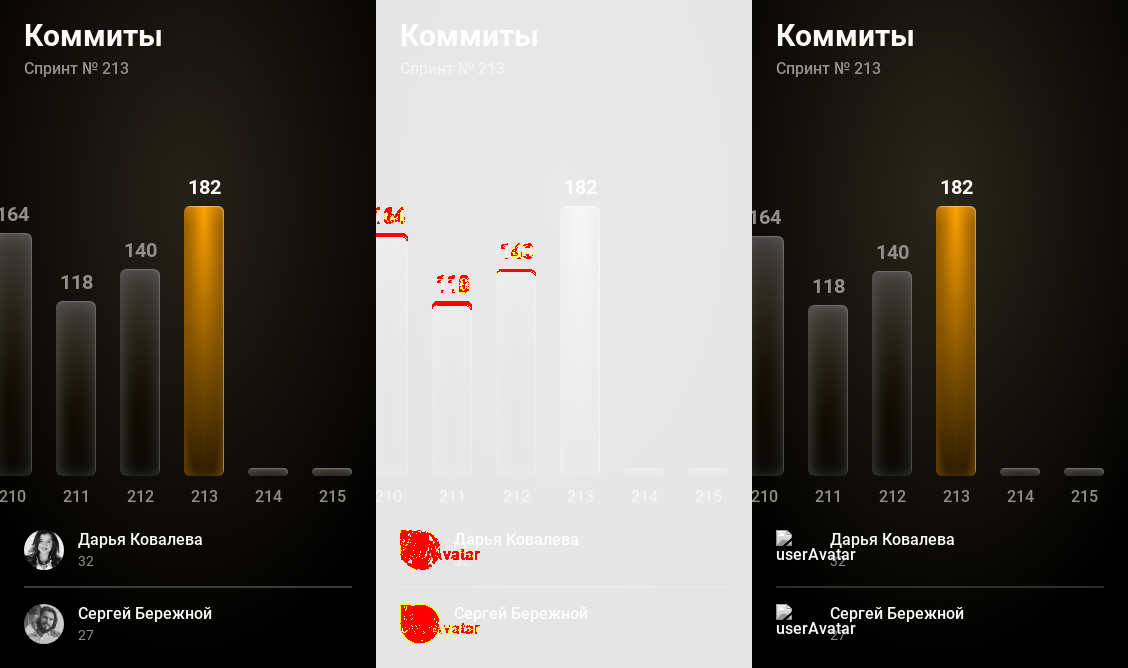 Коммиты
Спринт № 213
182
164
140
118
210 211 212 213 214 215
Дарья Ковалева
32
Сергей Бережной
27
Коммиты
Спринт № 213
182
210 211 212 213 214 215
Дарья Ковалева
Avatar
Сергей Бережной
Avatar
Коммиты
Спринт № 213
182
164
140
118
210 211 212 213 214 215
Дарья Ковалева
userAvatar
32
Сергей Бережной
userAvatar
27